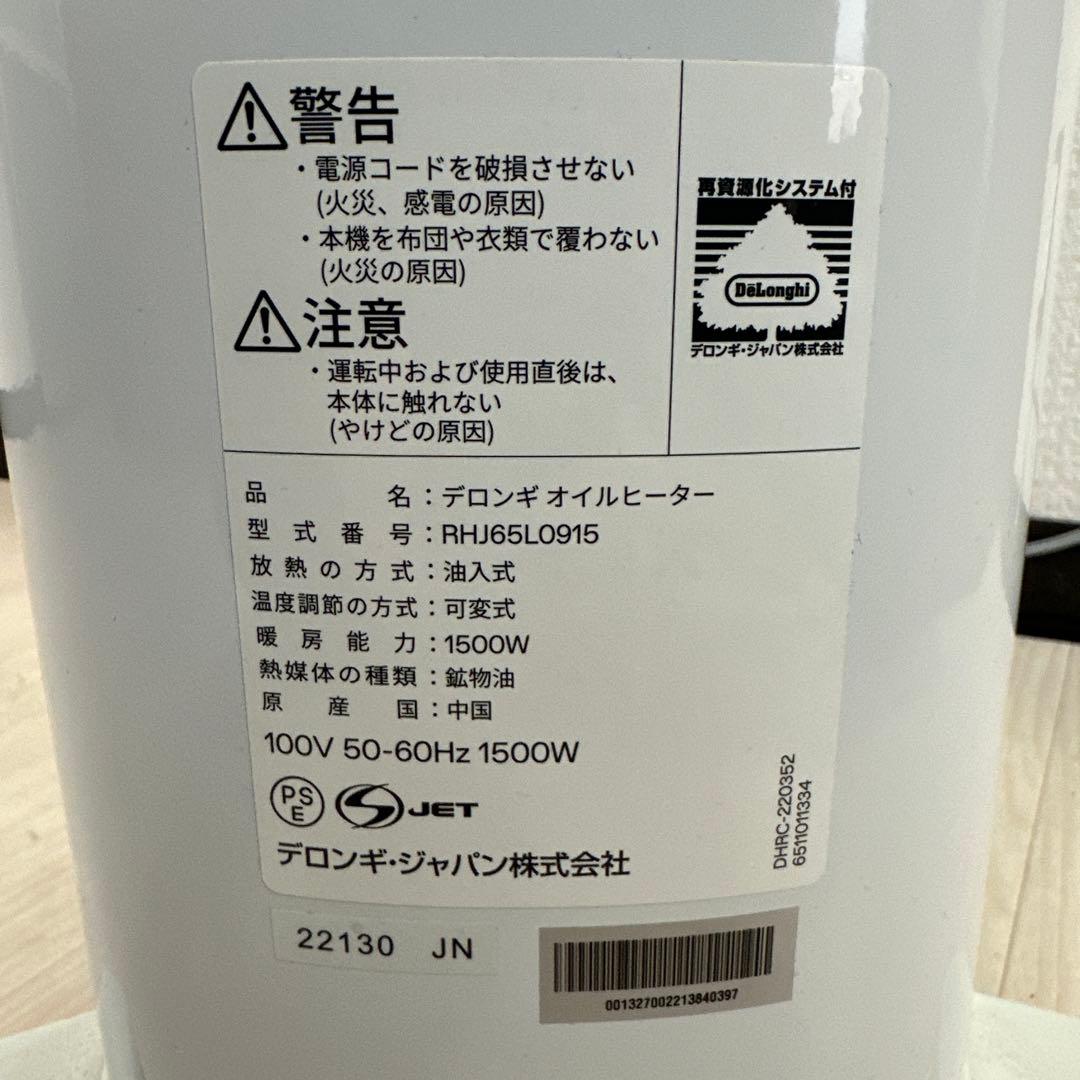 警告
・電源コードを破損させない
(火災、感電の原因)
・本機を布団や衣類で覆わない
(火災の原因)
注意
・運転中および使用直後は、
本体に触れない
(やけどの原因)
再資源化システム付
DeLonghi
デロンギ・ジャパン株式会社
品名：デロンギ オイルヒーター
型式番号：RHJ65L0915
放熱の方式：油入式
温度調節の方式：可変式
暖房能力：1500W
熱媒体の種類：鉱物油
原産国：中国
100V 50-60Hz 1500W
PSE
JET
デロンギ・ジャパン株式会社
DHRC-220352
6511011334
22130 JN
001327002213840397